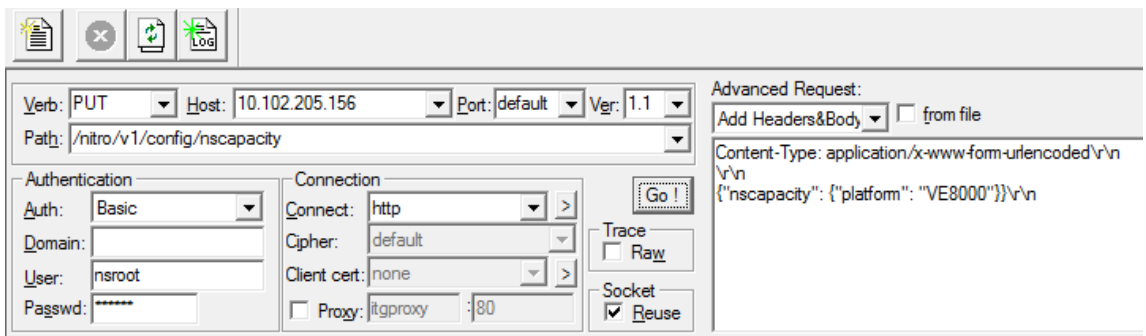 LOG
Verb: PUT Host: 10.102.205.156 Port: default Ver: 1.1
Path: /nitro/v1/config/nscapacity
Authentication
Auth: Basic
Domain:
User: nsroot
Passwd: ******
Connection
Connect: http >
Cipher: default
Client cert: none >
Proxy: itgproxy :80
Go !
Trace
Raw
Socket
Reuse
Advanced Request:
Add Headers&Body from file
Content-Type: application/x-www-form-urlencoded\r\n
\r\n
{"nscapacity": {"platform": "VE8000"}}\r\n